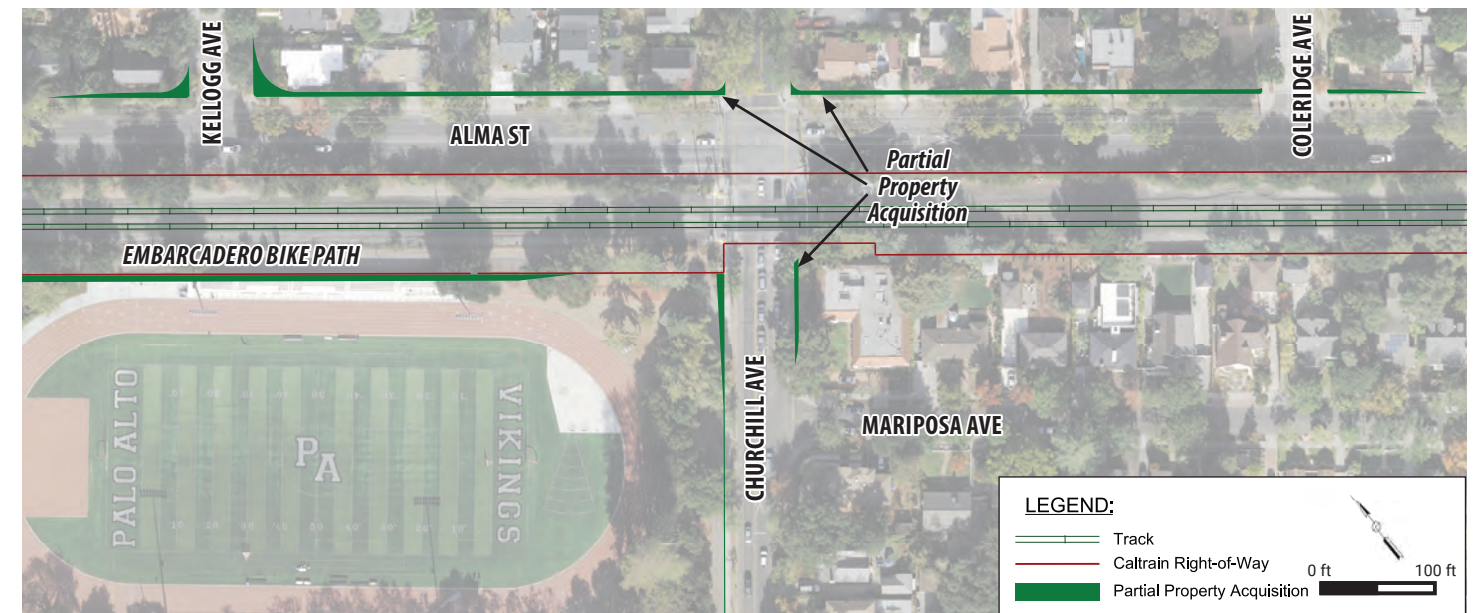 KELLOGG AVE
ALMA ST
COLERIDGE AVE
Partial
Property
Acquisition
EMBARCADERO BIKE PATH
PALO ALTO
PA
VIKINGS
CHURCHILL AVE
MARIPOSA AVE
LEGEND:
Track
Caltrain Right-of-Way
Partial Property Acquisition
0 ft 100 ft